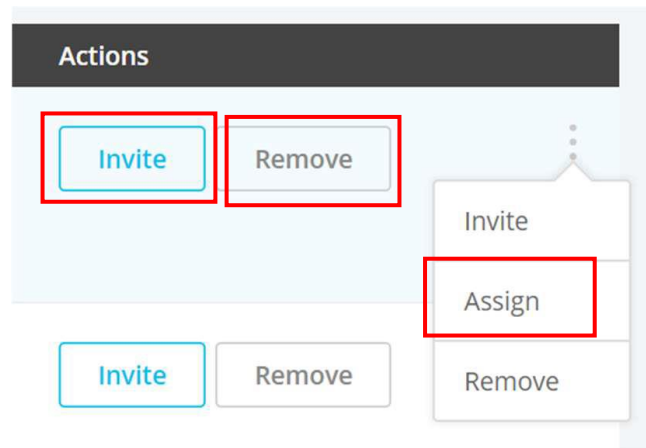 Actions
Invite Remove
Invite
Assign
Invite Remove
Remove